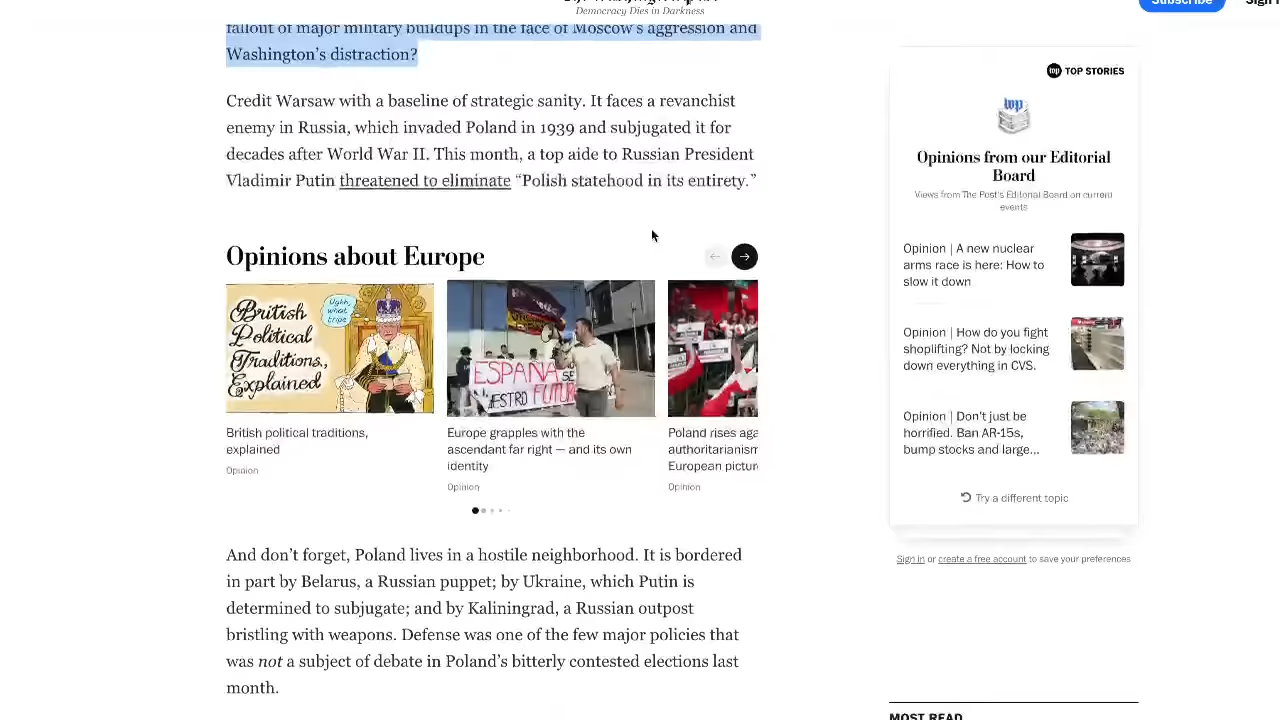 Democracy Dies in Darkness
Subscribe
Sign
fallout of major military buildups in the face of Moscow's aggression and
Washington's distraction?
Credit Warsaw with a baseline of strategic sanity. It faces a revanchist
enemy in Russia, which invaded Poland in 1939 and subjugated it for
decades after World War II. This month, a top aide to Russian President
Vladimir Putin threatened to eliminate “Polish statehood in its entirety.”
Opinions about Europe
British
Political
Traditions,
Explained
Ugh,
what
tripe
ESPAÑA
British political traditions,
explained
Opinion
Europe grapples with the
ascendant far right — and its own
identity
Opinion
Poland rises aga
authoritarianism
European pictur
Opinion
And don’t forget, Poland lives in a hostile neighborhood. It is bordered
in part by Belarus, a Russian puppet; by Ukraine, which Putin is
determined to subjugate; and by Kaliningrad, a Russian outpost
bristling with weapons. Defense was one of the few major policies that
was not a subject of debate in Poland’s bitterly contested elections last
month.
wp TOP STORIES
wp
Opinions from our Editorial
Board
Views from The Post's Editorial Board on current
events
Opinion | A new nuclear
arms race is here: How to
slow it down
Opinion | How do you fight
shoplifting? Not by locking
down everything in CVS.
Opinion | Don’t just be
horrified. Ban AR-15s,
bump stocks and large...
Try a different topic
Sign in or create a free account to save your preferences
MOST READ